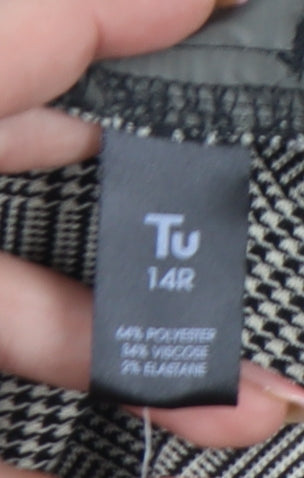 Tu
14R
64% POLYESTER
34% VISCOSE
2% ELASTANE